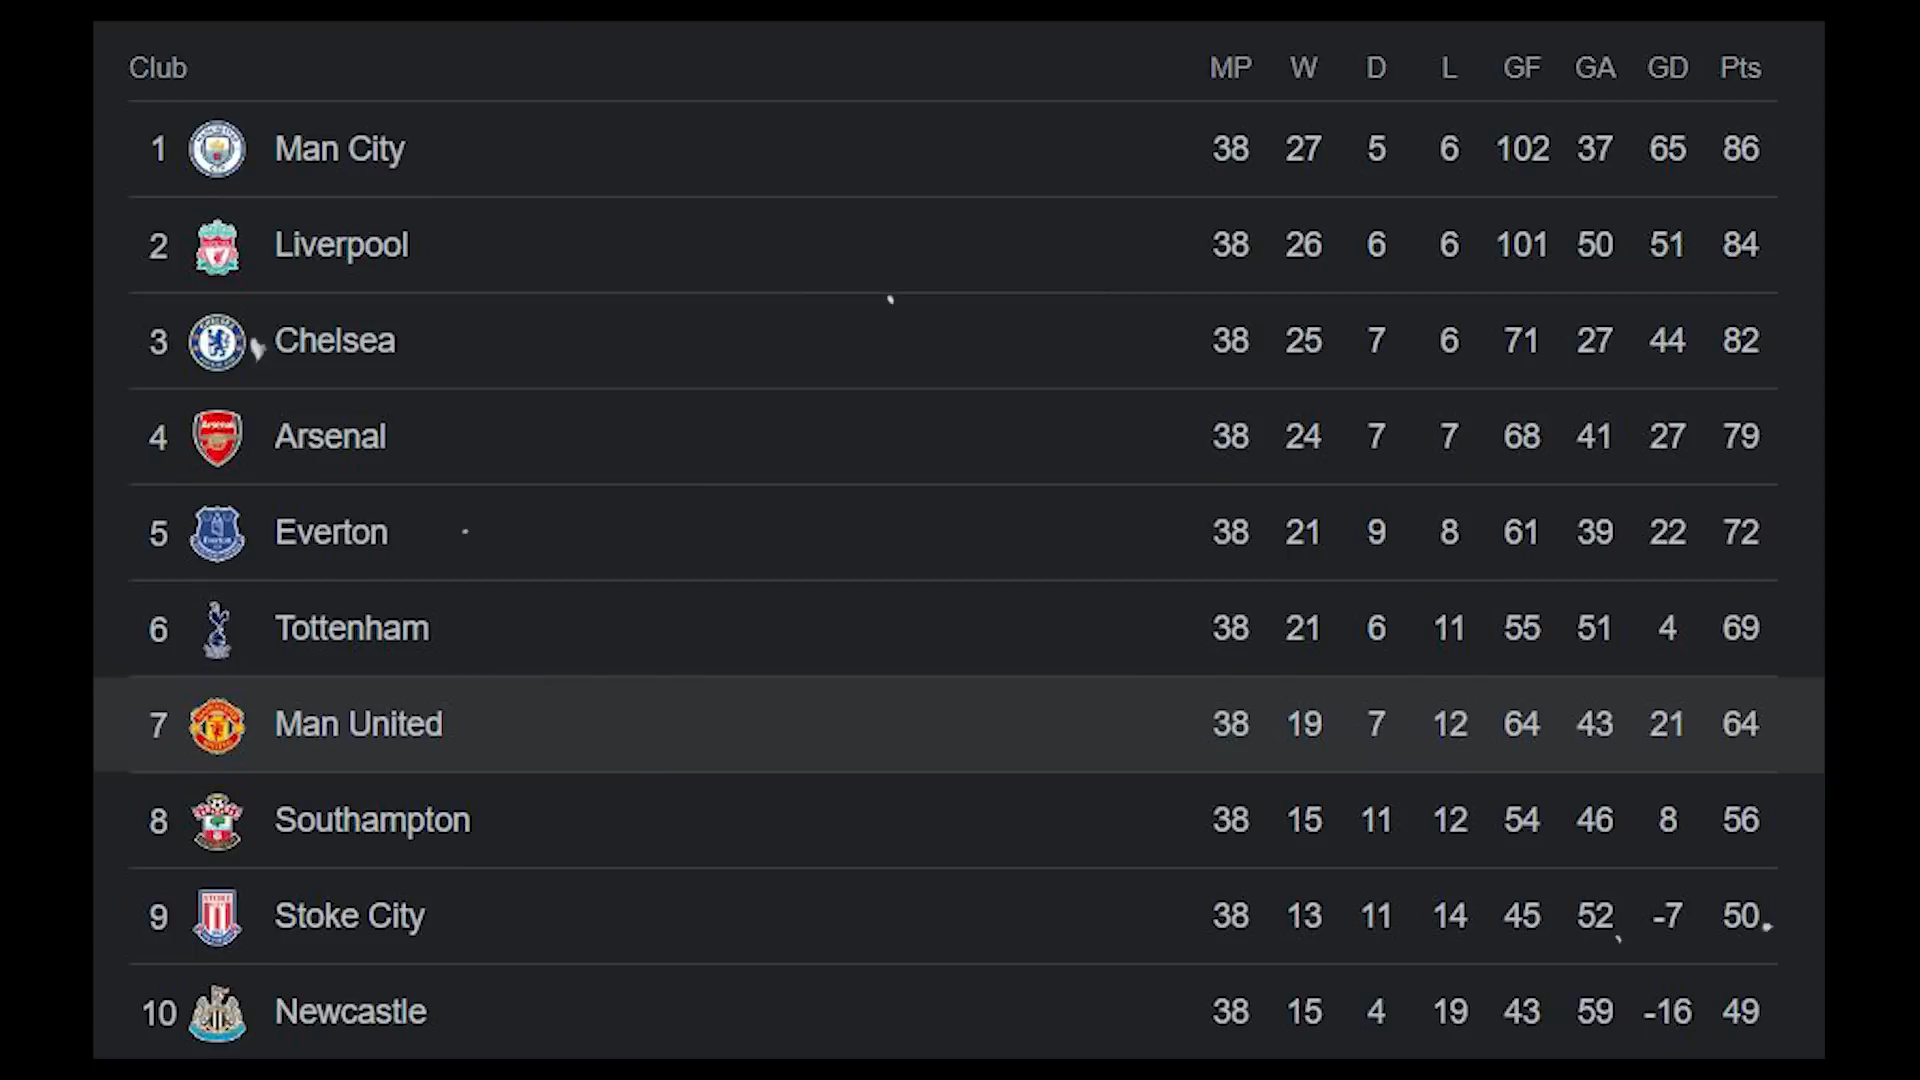 Club MP W D L GF GA GD Pts
1 Man City 38 27 5 6 102 37 65 86
2 Liverpool 38 26 6 6 101 50 51 84
3 Chelsea 38 25 7 6 71 27 44 82
4 Arsenal 38 24 7 7 68 41 27 79
5 Everton 38 21 9 8 61 39 22 72
6 Tottenham 38 21 6 11 55 51 4 69
7 Man United 38 19 7 12 64 43 21 64
8 Southampton 38 15 11 12 54 46 8 56
9 Stoke City 38 13 11 14 45 52 -7 50
10 Newcastle 38 15 4 19 43 59 -16 49